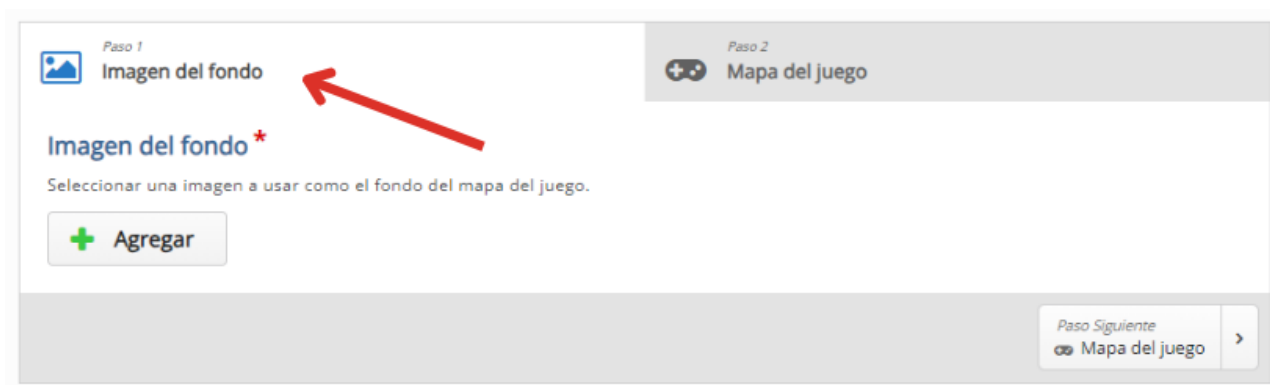 Paso 1
Imagen del fondo
Paso 2
Mapa del juego
Imagen del fondo *
Seleccionar una imagen a usar como el fondo del mapa del juego.
Agregar
Paso Siguiente
Mapa del juego